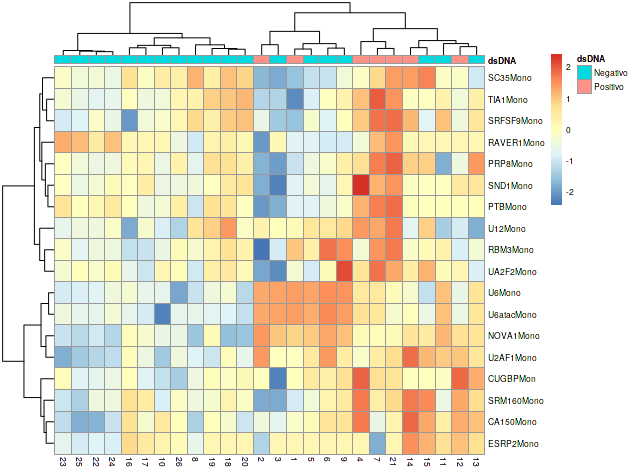 dsDNA
SC35Mono
TIA1Mono
SRFSF9Mono
RAVER1Mono
PRP8Mono
SND1Mono
PTBMono
U12Mono
RBM3Mono
UA2F2Mono
U6Mono
U6atacMono
NOVA1Mono
U2AF1Mono
CUGBPMon
SRM160Mono
CA150Mono
ESRP2Mono
23 25 22 24 16 17 10 26 8 19 18 20 2 3 1 5 6 9 4 7 21 14 15 11 12 13
2
1
0
-1
-2
dsDNA
Negativo
Positivo